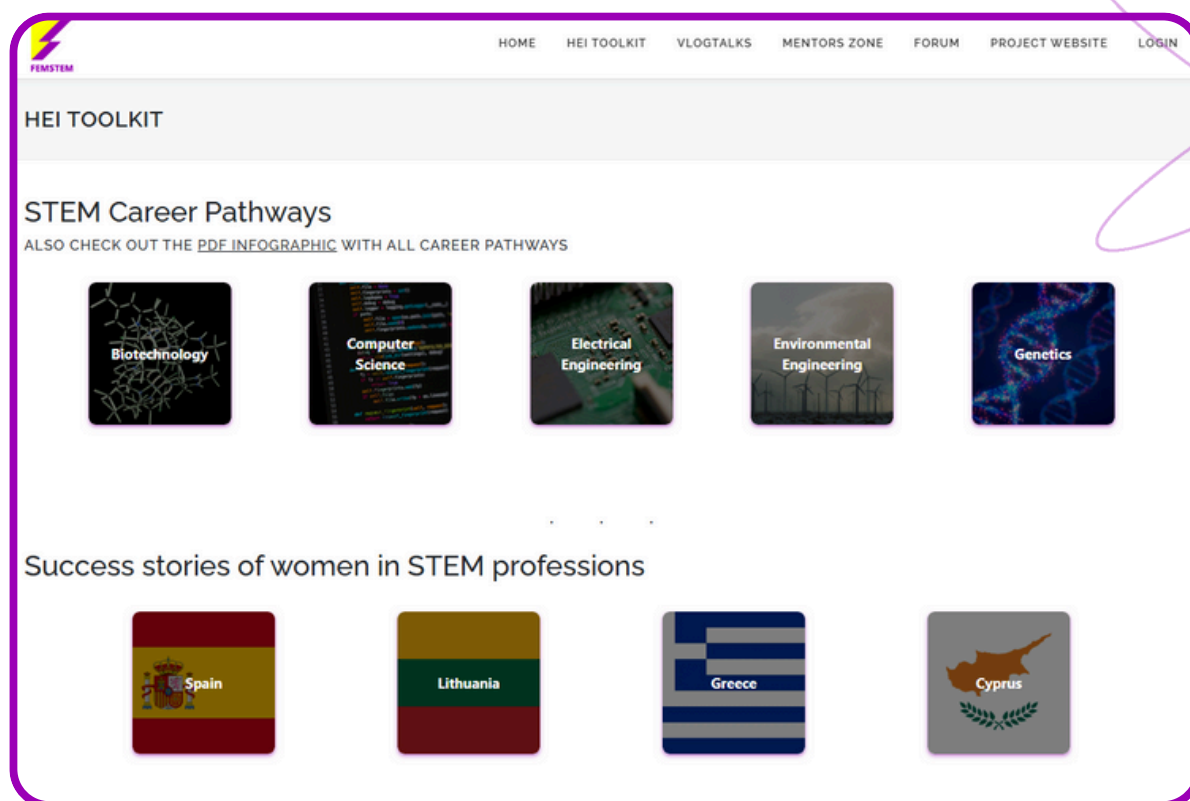 FEMSTEM
HOME HEI TOOLKIT VLOGTALKS MENTORS ZONE FORUM PROJECT WEBSITE LOGIN
HEI TOOLKIT
STEM Career Pathways
ALSO CHECK OUT THE PDF INFOGRAPHIC WITH ALL CAREER PATHWAYS
Biotechnology
Computer
Science
Electrical
Engineering
Environmental
Engineering
Genetics
. . .
Success stories of women in STEM professions
Spain
Lithuania
Greece
Cyprus